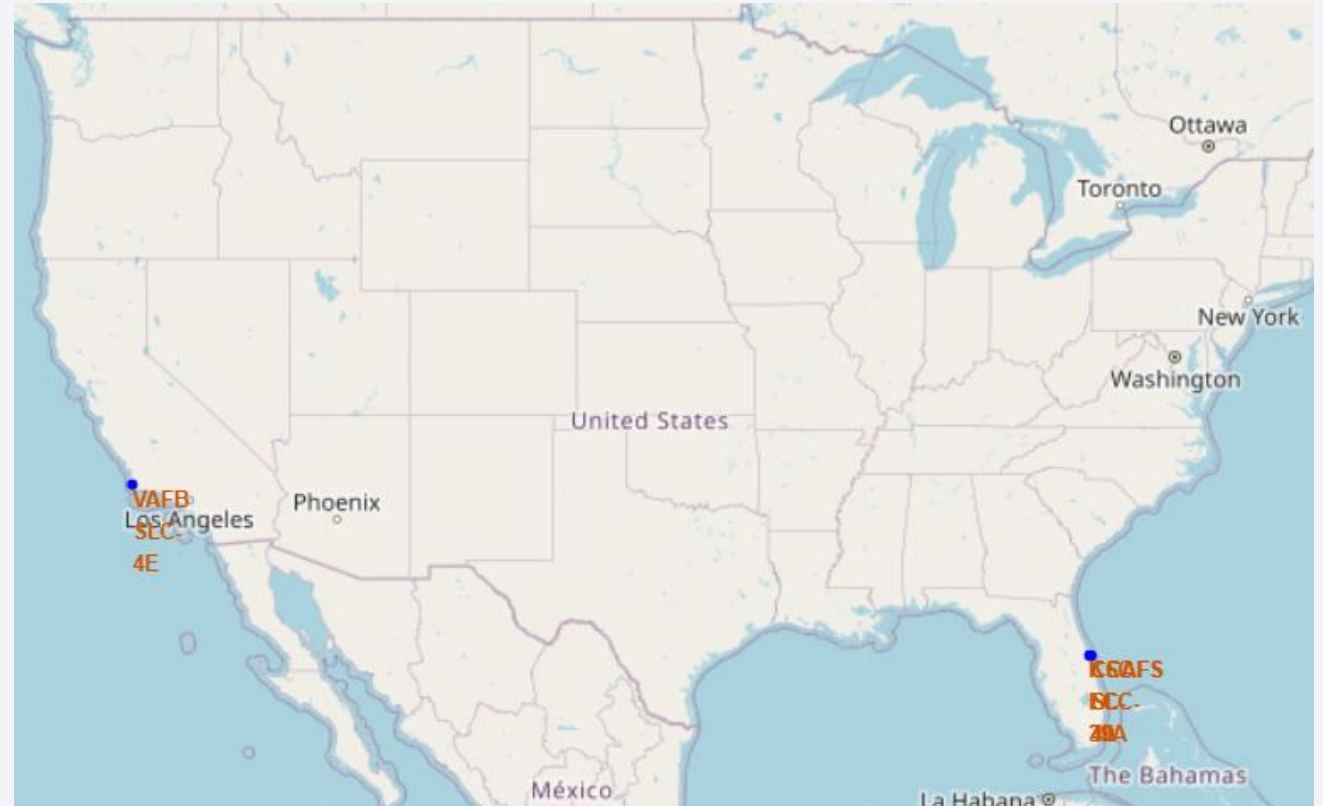 Ottawa
Toronto
New York
Washington
United States
VAFB
SLC-
4E
Los Angeles
Phoenix
The Bahamas
México
La Habana